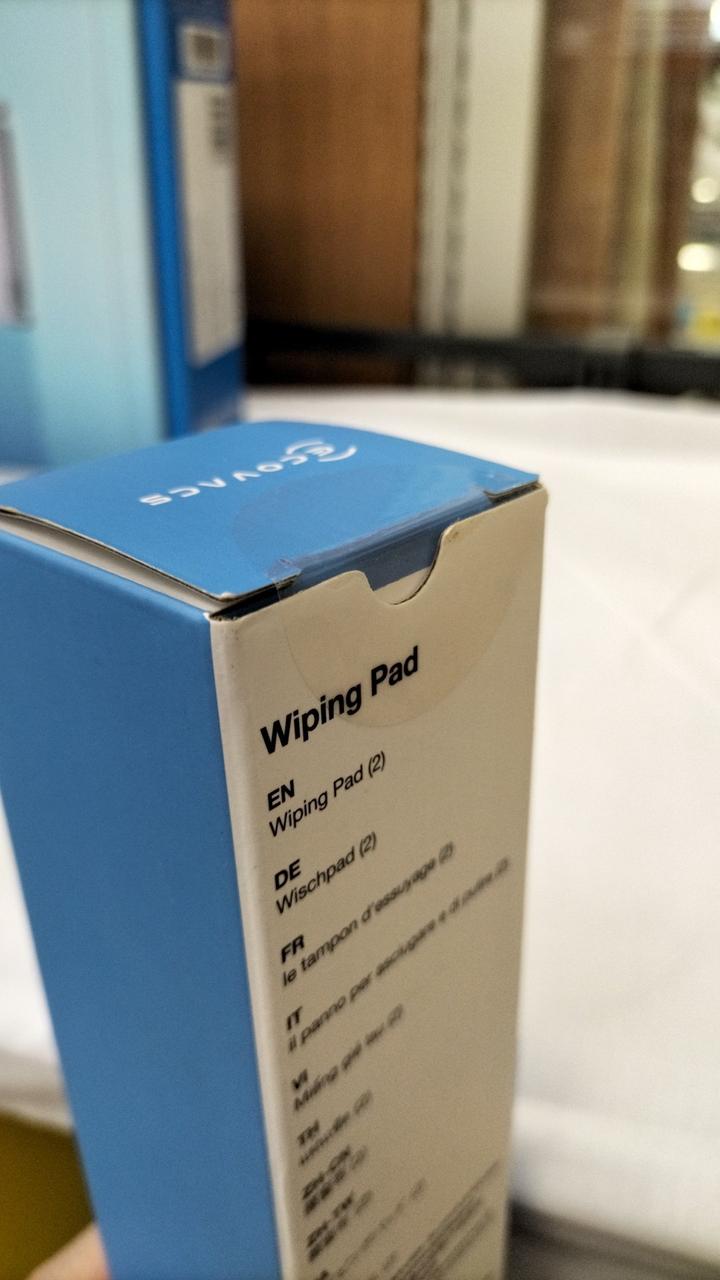 ECOVACS
Wiping Pad
EN
Wiping Pad (2)
DE
Wischpad (2)
FR
le tampon d'essuyage (2)
IT
il panno per asciugare e di pulire (2)
VI
Miếng giẻ lau (2)
TH
ZH-CN
ZH-TW